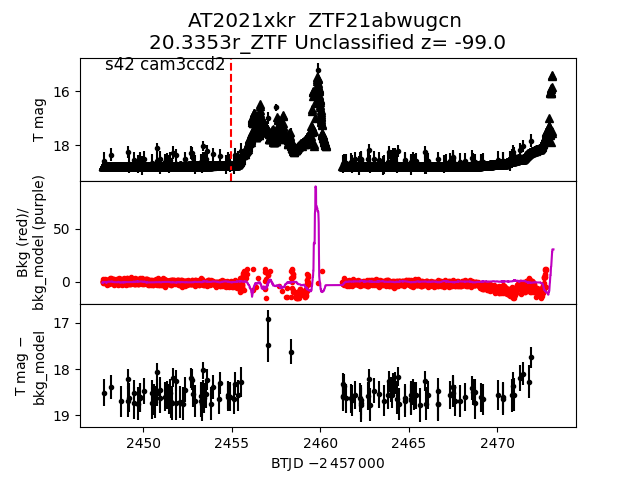 AT2021xkr  ZTF21abwugcn
20.3353r_ZTF Unclassified z= -99.0
s42 cam3ccd2
T mag
16
18
Bkg (red)/
bkg_model (purple)
50
0
T mag −
bkg_model
17
18
19
2450 2455 2460 2465 2470
BTJD −2 457 000